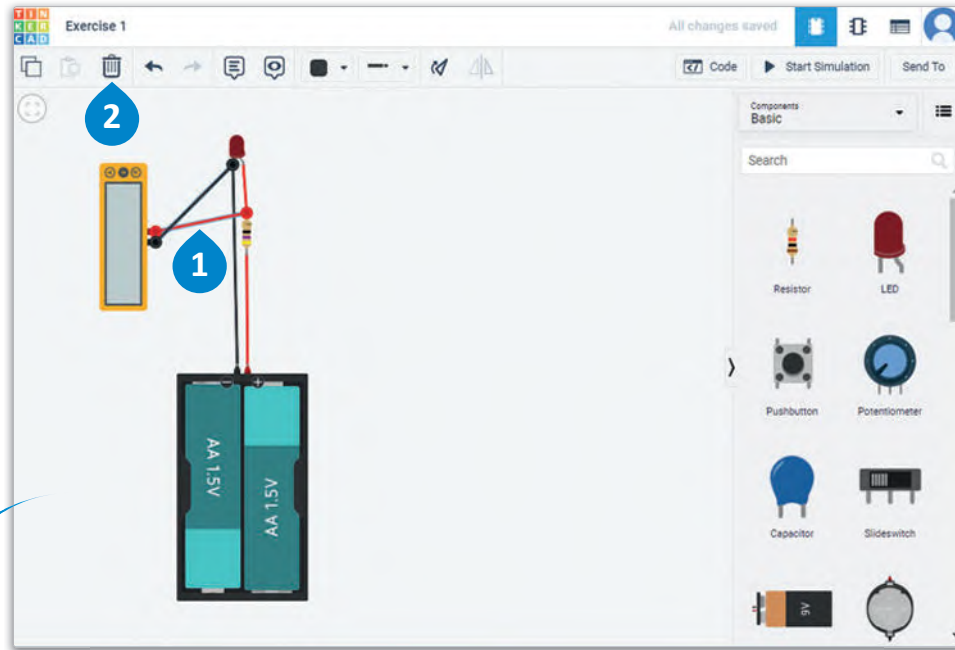 TIN
KER
CAD
Exercise 1
All changes saved
Code
Start Simulation
Send To
2
Components
Basic
Search
1
Resistor
LED
Pushbutton
Potentiometer
AA 1.5V
AA 1.5V
Capacitor
Slideswitch
9V